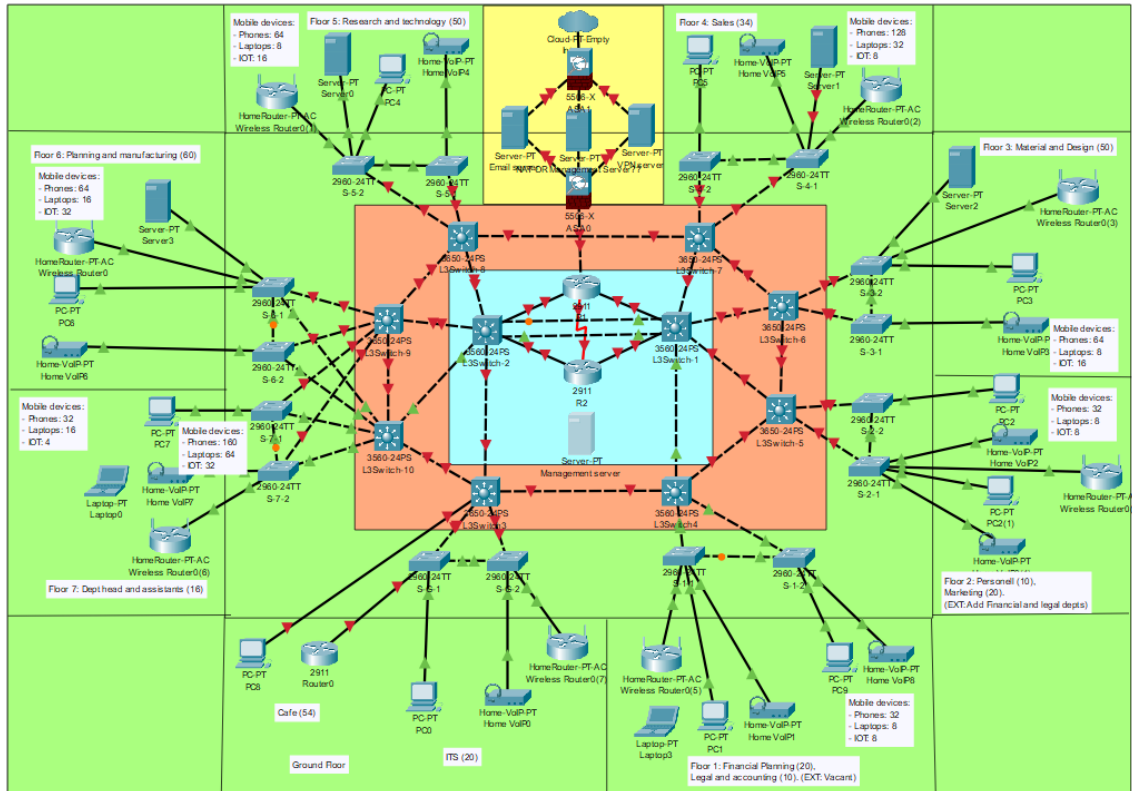 Mobile devices:
- Phones: 64
- Laptops: 8
- IOT: 16
Floor 5: Research and technology (50)
Server-PT
Server0
PC-PT
PC4
Home-VoIP-PT
Home VoIP4
HomeRouter-PT-AC
Wireless Router0(1)
2960-24TT
S-5-2
2960-24TT
Cloud-PT-Empty
5506-X
ASA1
Server-PT
Email server
Server-PT
Server-PT
VPN server
5506-X
ASA0
Floor 4: Sales (34)
PC-PT
PC5
Home-VoIP-PT
Home VoIP5
Server-PT
Server1
Mobile devices:
- Phones: 128
- Laptops: 32
- IOT: 8
HomeRouter-PT-AC
Wireless Router0(2)
2960-24TT
2960-24TT
S-4-1
Floor 6: Planning and manufacturing (60)
Mobile devices:
- Phones: 64
- Laptops: 16
- IOT: 32
Server-PT
Server3
HomeRouter-PT-AC
Wireless Router0
PC-PT
PC6
2960-24TT
Home-VoIP-PT
Home VoIP6
2960-24TT
S-6-2
Floor 3: Material and Design (50)
Server-PT
Server2
HomeRouter-PT-AC
Wireless Router0(3)
2960-24TT
S-3-2
PC-PT
PC3
2960-24TT
S-3-1
Home-VoIP-P
Home VoIP3
Mobile devices:
- Phones: 64
- Laptops: 8
- IOT: 16
3650-24PS
L3Switch-8
3650-24PS
L3Switch-7
3650-24PS
L3Switch-9
3560-24PS
L3Switch-2
2911
3560-24PS
L3Switch-1
3650-24PS
L3Switch-6
2911
R2
Server-PT
Management server
3560-24PS
L3Switch-10
3650-24PS
L3Switch-5
3650-24PS
L3Switch3
3560-24PS
L3Switch4
Mobile devices:
- Phones: 32
- Laptops: 16
- IOT: 4
PC-PT
PC7
2960-24TT
S-7-1
Mobile devices:
- Phones: 160
- Laptops: 64
- IOT: 32
Laptop-PT
Laptop0
Home-VoIP-PT
Home VoIP7
2960-24TT
S-7-2
HomeRouter-PT-AC
Wireless Router0(6)
Floor 7: Dept head and assistants (16)
2960-24TT
S-2-2
PC-PT
PC2
Mobile devices:
- Phones: 32
- Laptops: 8
- IOT: 8
Home-VoIP-PT
Home VoIP2
2960-24TT
S-2-1
PC-PT
PC2(1)
HomeRouter-PT-A
Home-VoIP-PT
Floor 2: Personell (10),
Marketing (20).
(EXT:Add Financial and legal depts)
2960-24TT
S-G-1
2960-24TT
S-G-2
PC-PT
PC8
2911
Router0
PC-PT
PC0
Home-VoIP-PT
Home VoIP0
HomeRouter-PT-AC
Wireless Router0(7)
Cafe (54)
ITS (20)
Ground Floor
2960-24TT
S-1-1
2960-24TT
S-1-2
HomeRouter-PT-AC
Wireless Router0(5)
Laptop-PT
Laptop3
PC-PT
PC1
Home-VoIP-PT
Home VoIP1
PC-PT
PC9
Home-VoIP-PT
Home VoIP8
Mobile devices:
- Phones: 32
- Laptops: 8
- IOT: 8
Floor 1: Financial Planning (20),
Legal and accounting (10). (EXT: Vacant)